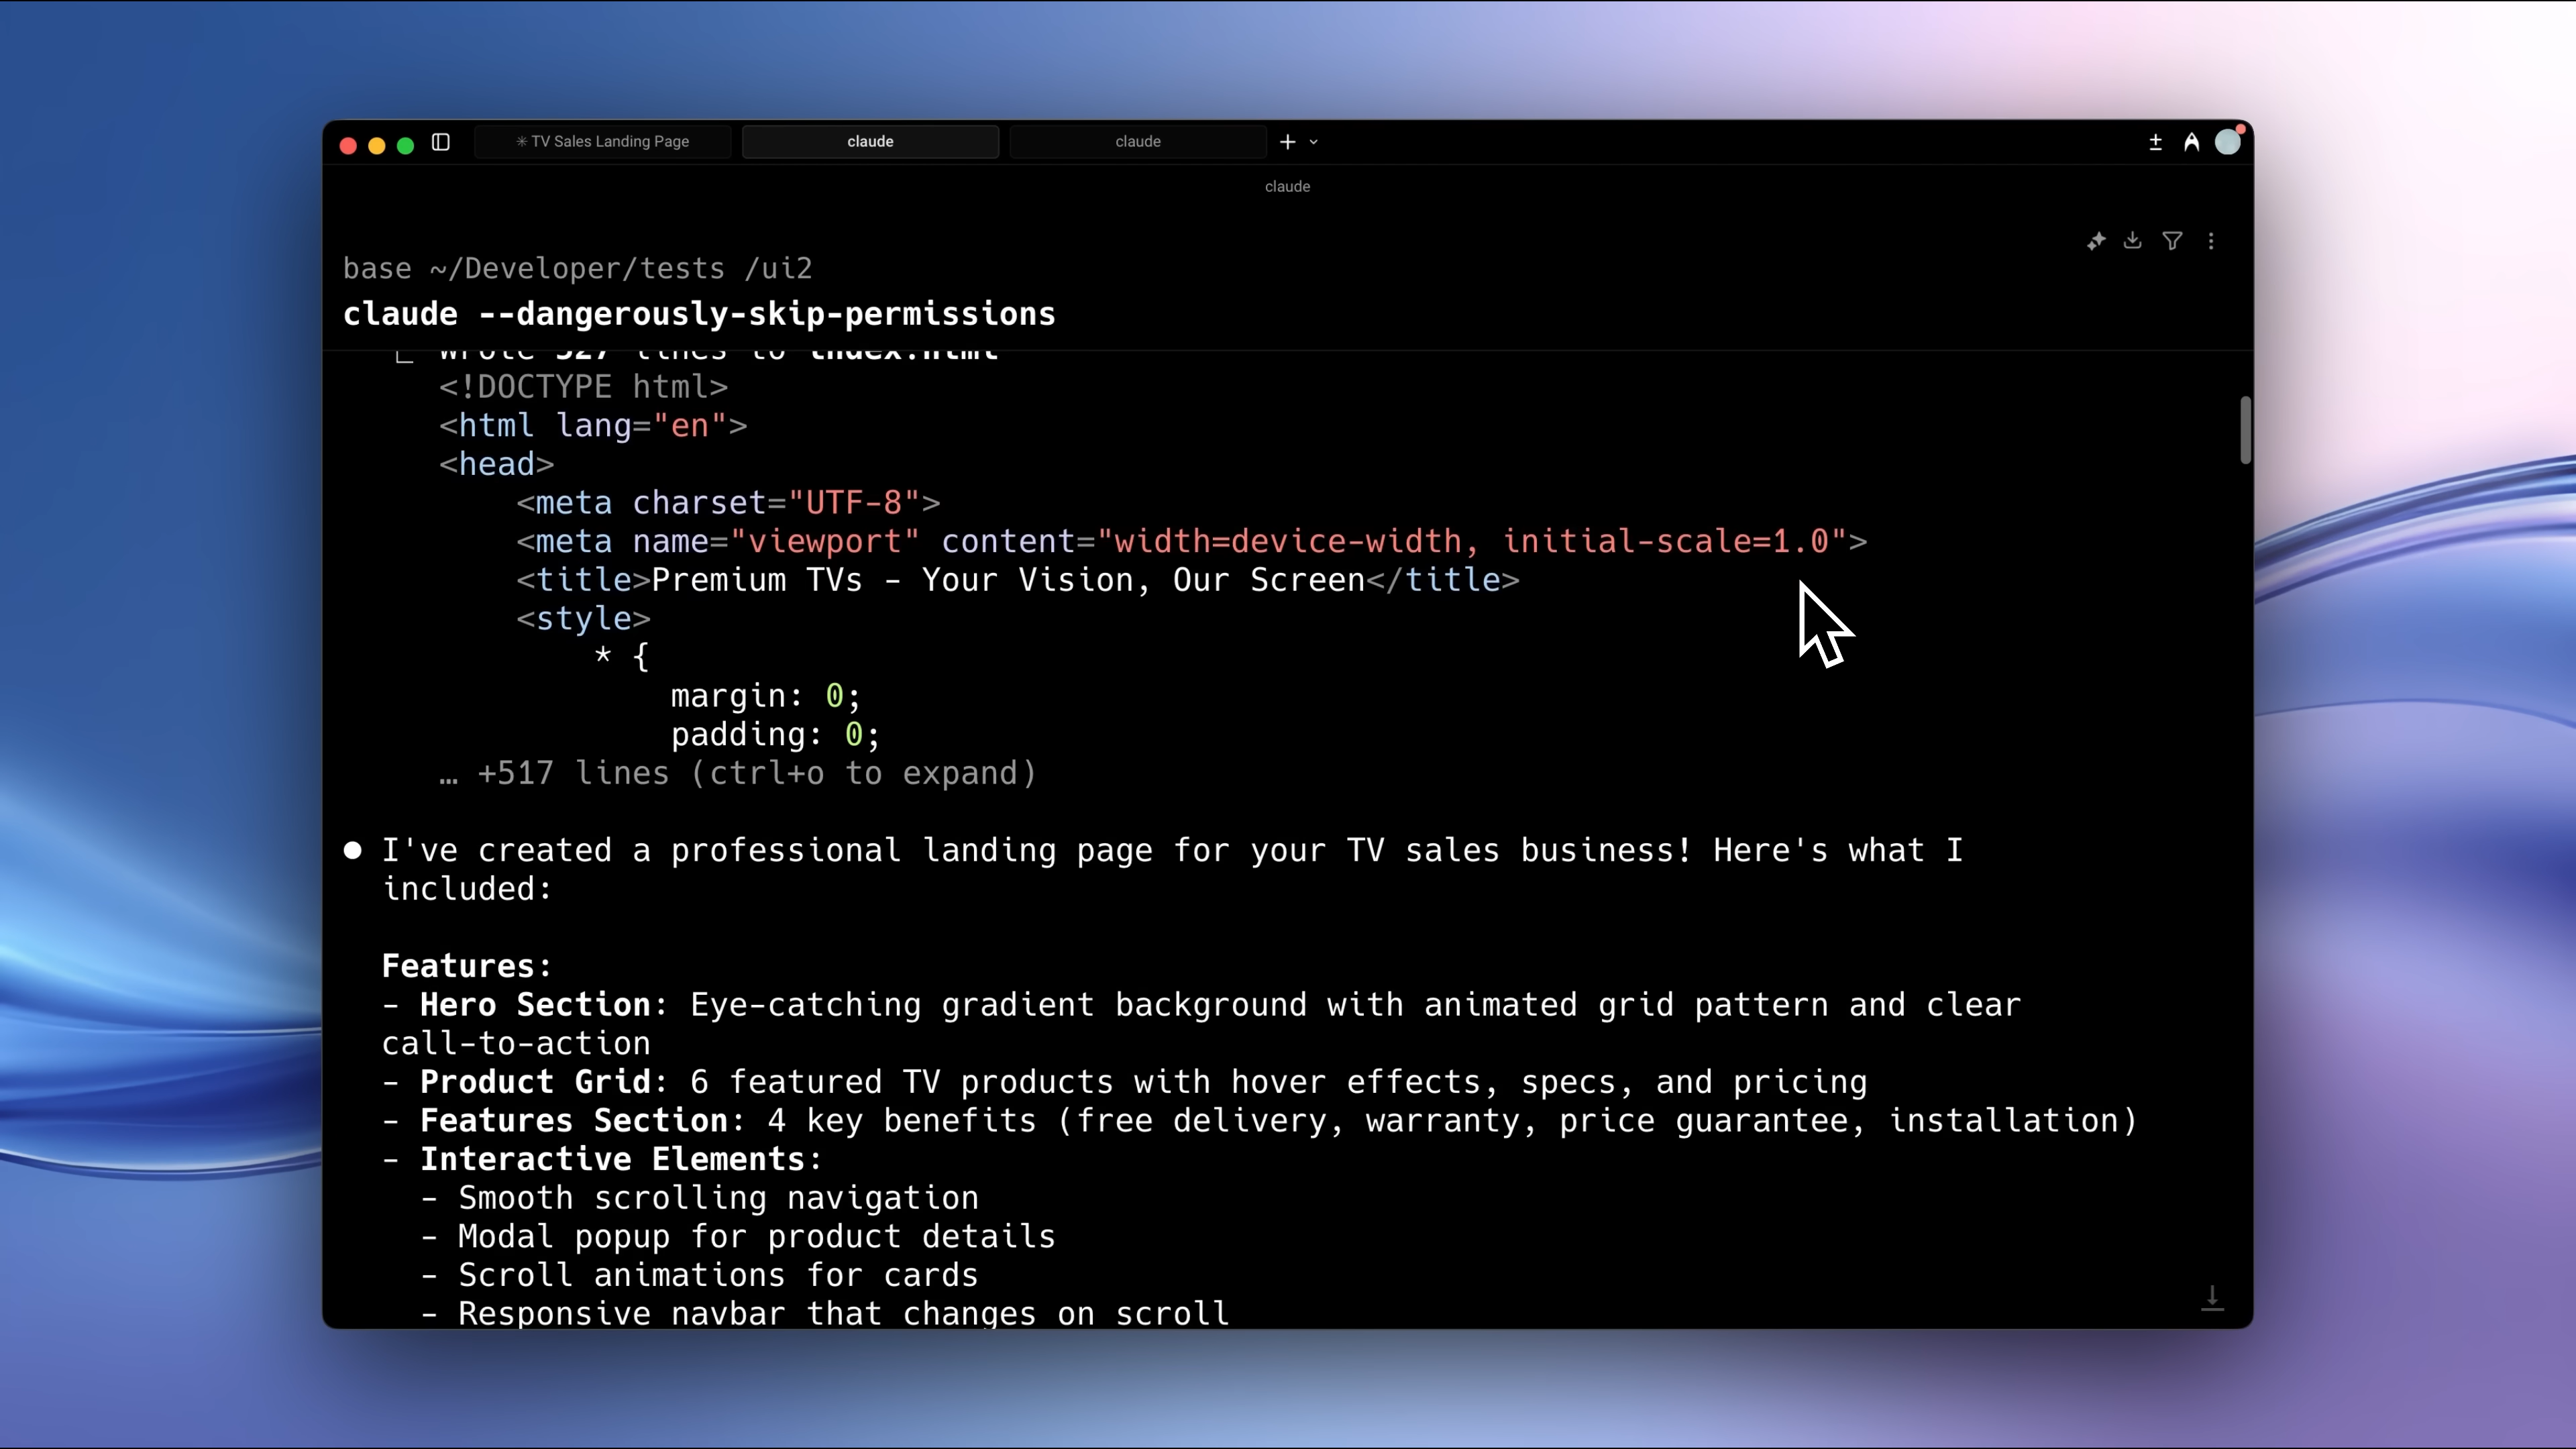 ✳ TV Sales Landing Page
claude
claude
claude
base ~/Developer/tests /ui2
claude --dangerously-skip-permissions
Wrote 527 lines to index.html
<!DOCTYPE html>
<html lang="en">
<head>
<meta charset="UTF-8">
<meta name="viewport" content="width=device-width, initial-scale=1.0">
<title>Premium TVs - Your Vision, Our Screen</title>
<style>
* {
margin: 0;
padding: 0;
… +517 lines (ctrl+o to expand)
● I've created a professional landing page for your TV sales business! Here's what I
included:
Features:
- Hero Section: Eye-catching gradient background with animated grid pattern and clear
call-to-action
- Product Grid: 6 featured TV products with hover effects, specs, and pricing
- Features Section: 4 key benefits (free delivery, warranty, price guarantee, installation)
- Interactive Elements:
- Smooth scrolling navigation
- Modal popup for product details
- Scroll animations for cards
- Responsive navbar that changes on scroll